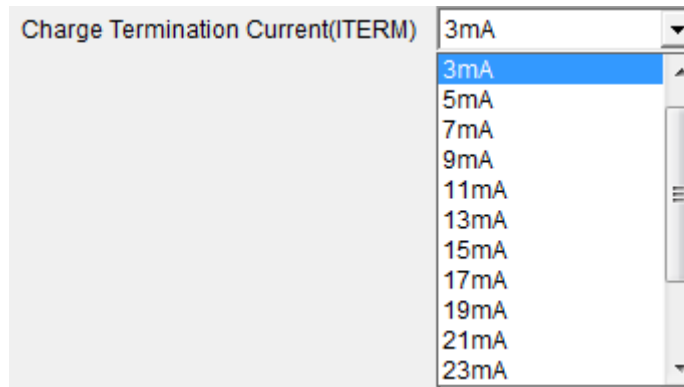 Charge Termination Current(ITERM) 3mA
3mA
5mA
7mA
9mA
11mA
13mA
15mA
17mA
19mA
21mA
23mA